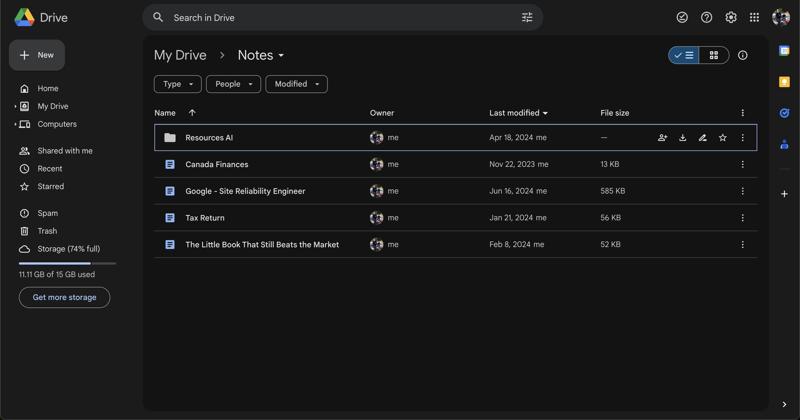 Drive
Search in Drive
New
Home
My Drive
Computers
Shared with me
Recent
Starred
Spam
Trash
Storage (74% full)
11.11 GB of 15 GB used
Get more storage
My Drive > Notes
Type People Modified
Name Owner Last modified File size
Resources AI me Apr 18, 2024 me —
Canada Finances me Nov 22, 2023 me 13 KB
Google - Site Reliability Engineer me Jun 16, 2024 me 585 KB
Tax Return me Jan 21, 2024 me 56 KB
The Little Book That Still Beats the Market me Feb 8, 2024 me 52 KB